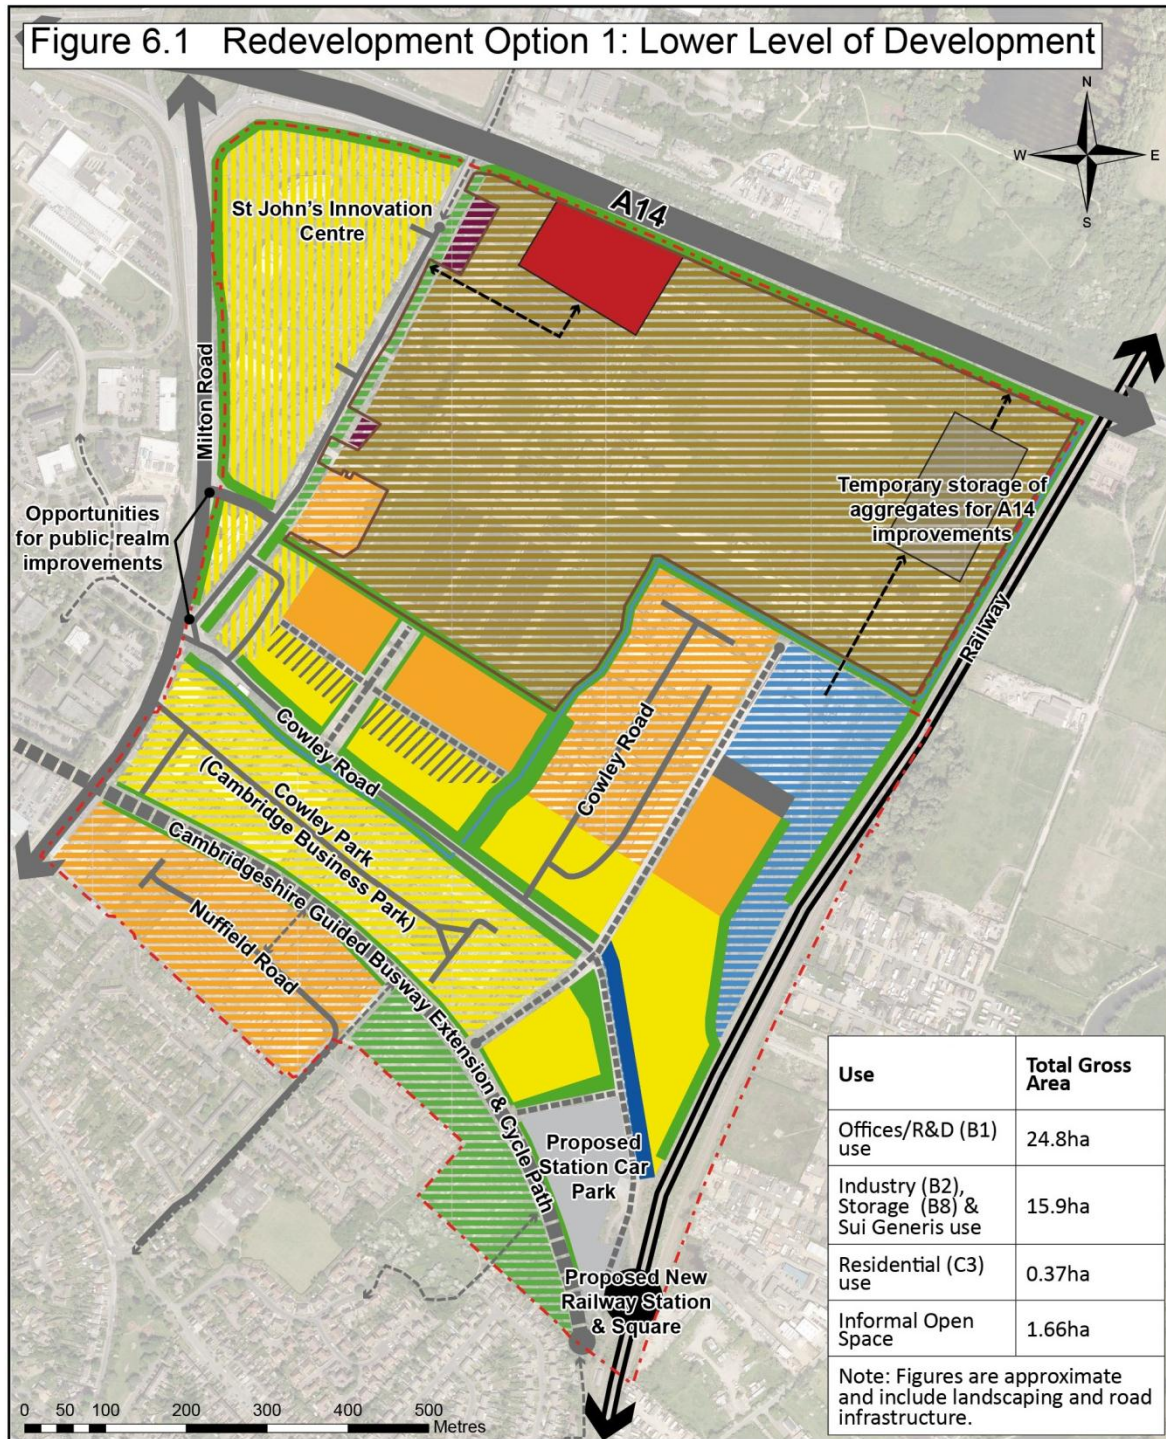 Figure 6.1 Redevelopment Option 1: Lower Level of Development
N
W E
S
A14
St John's Innovation
Centre
Milton Road
Opportunities
for public realm
improvements
Temporary storage of
aggregates for A14
improvements
Railway
Cowley Road
Cowley Road
Cowley Park
(Cambridge Business Park)
Cambridgeshire Guided Busway Extension & Cycle Path
Nuffield Road
Proposed
Station Car
Park
Proposed New
Railway Station
& Square
Use Total Gross
Area
Offices/R&D (B1)
use
24.8ha
Industry (B2),
Storage (B8) &
Sui Generis use
15.9ha
Residential (C3)
use
0.37ha
Informal Open
Space
1.66ha
Note: Figures are approximate
and include landscaping and road
infrastructure.
0 50 100 200 300 400 500
Metres